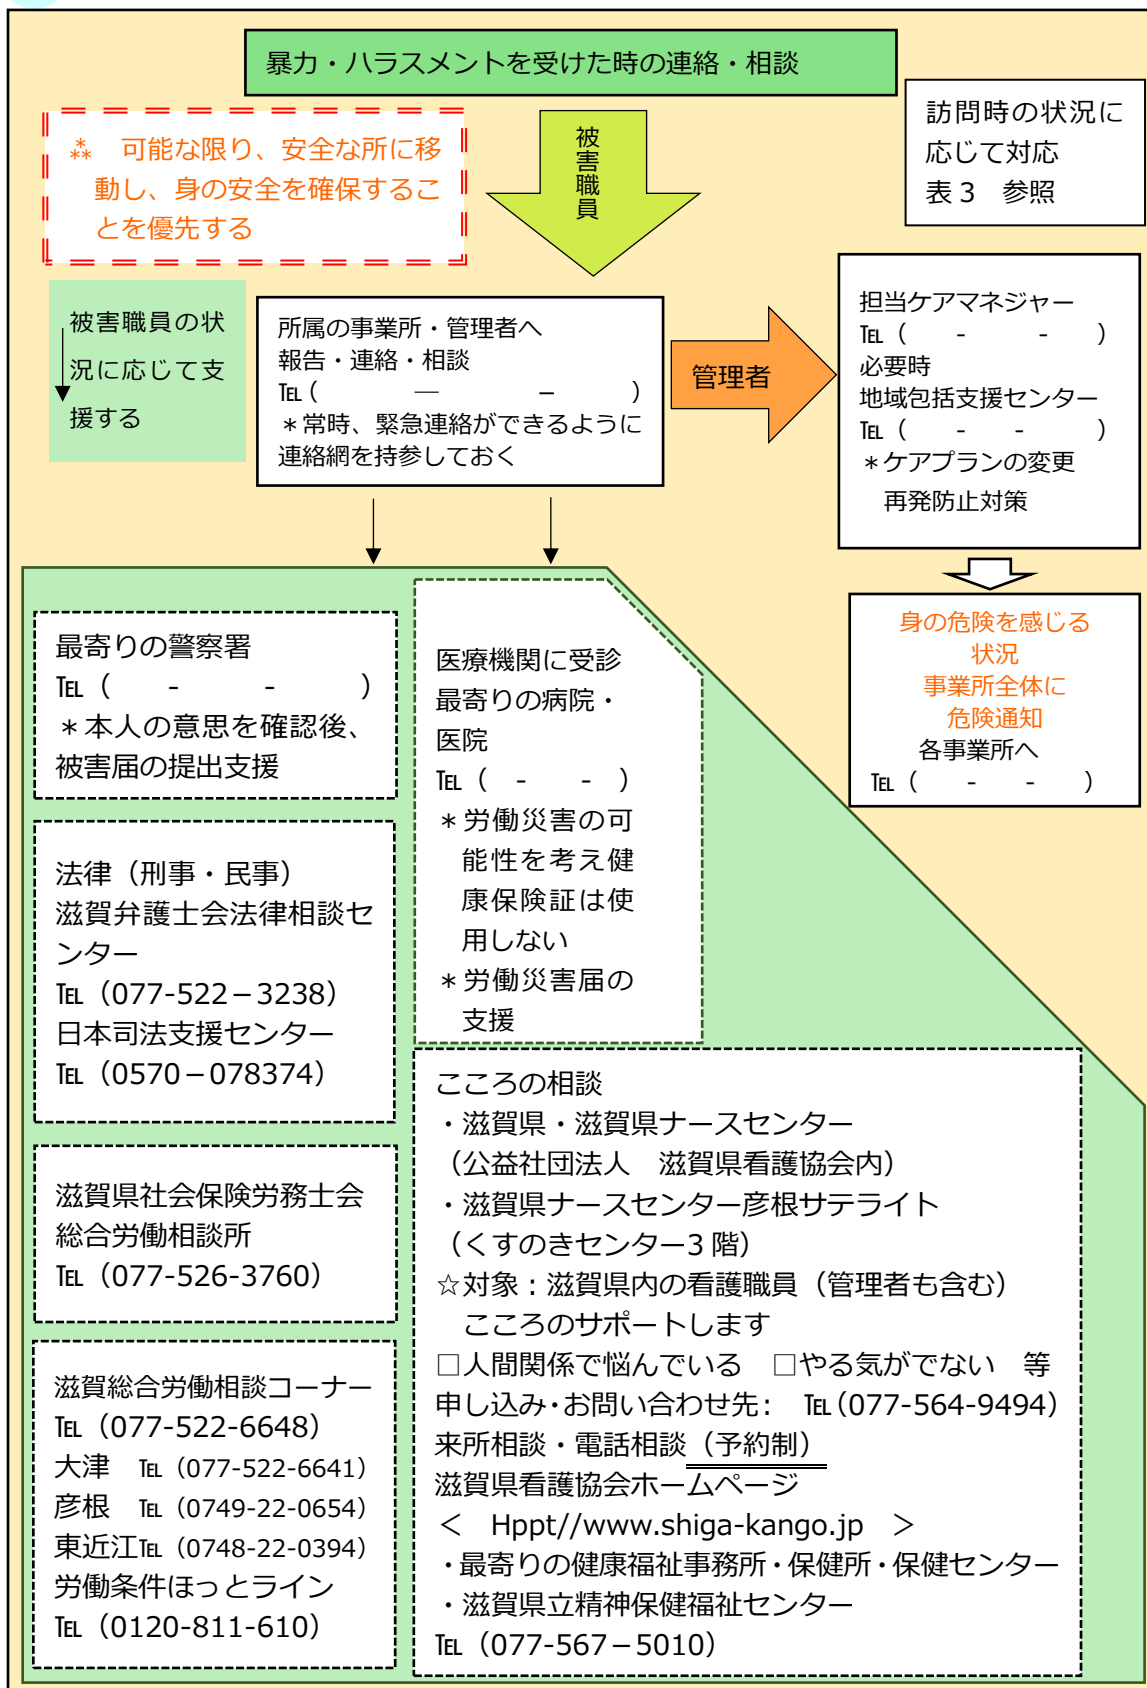 暴力・ハラスメントを受けた時の連絡・相談
⁂　可能な限り、安全な所に移
動し、身の安全を確保するこ
とを優先する
被害職員
訪問時の状況に
応じて対応
表 3　参照
被害職員の状
況に応じて支
援する
所属の事業所・管理者へ
報告・連絡・相談
℡（　　　　―　　　　－　　　）
＊常時、緊急連絡ができるように
連絡網を持参しておく
管理者
担当ケアマネジャー
℡（　　-　　　-　　）
必要時
地域包括支援センター
℡（　　-　　-　　　）
＊ケアプランの変更
再発防止対策
身の危険を感じる
状況
事業所全体に
危険通知
各事業所へ
℡（　　-　　-　　）
最寄りの警察署
℡（　　-　　　-　　　）
＊本人の意思を確認後、
被害届の提出支援
法律（刑事・民事）
滋賀弁護士会法律相談セ
ンター
℡（077-522－3238）
日本司法支援センター
℡（0570－078374）
滋賀県社会保険労務士会
総合労働相談所
℡（077-526-3760）
滋賀総合労働相談コーナー
℡（077-522-6648）
大津　℡（077-522-6641）
彦根　℡（0749-22-0654）
東近江℡（0748-22-0394）
労働条件ほっとライン
℡（0120-811-610）
医療機関に受診
最寄りの病院・
医院
℡（　-　　-　）
＊労働災害の可
能性を考え健
康保険証は使
用しない
＊労働災害届の
支援
こころの相談
・滋賀県・滋賀県ナースセンター
（公益社団法人　滋賀県看護協会内）
・滋賀県ナースセンター彦根サテライト
（くすのきセンター3 階）
☆対象：滋賀県内の看護職員（管理者も含む）
こころのサポートします
□人間関係で悩んでいる　□やる気がでない　等
申し込み・お問い合わせ先：　℡（077-564-9494）
来所相談・電話相談（予約制）
滋賀県看護協会ホームページ
＜　Hppt//www.shiga-kango.jp　＞
・最寄りの健康福祉事務所・保健所・保健センター
・滋賀県立精神保健福祉センター
℡（077-567－5010）